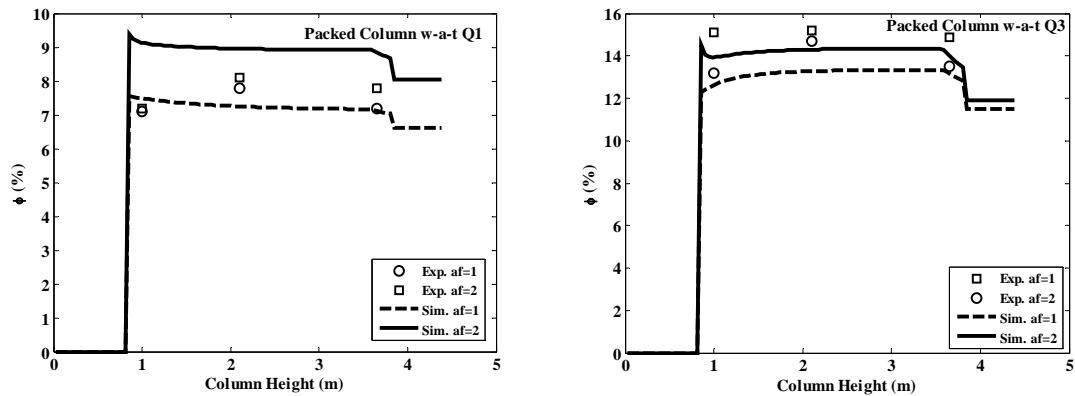 Packed Column w-a-t Q1
10
9
8
7
6
5
4
3
2
1
0
ϕ (%)
0 1 2 3 4 5
Column Height (m)
Exp. af=1
Exp. af=2
Sim. af=1
Sim. af=2
Packed Column w-a-t Q3
16
14
12
10
8
6
4
2
0
ϕ (%)
0 1 2 3 4 5
Column Height (m)
Exp. af=1
Exp. af=2
Sim. af=1
Sim. af=2